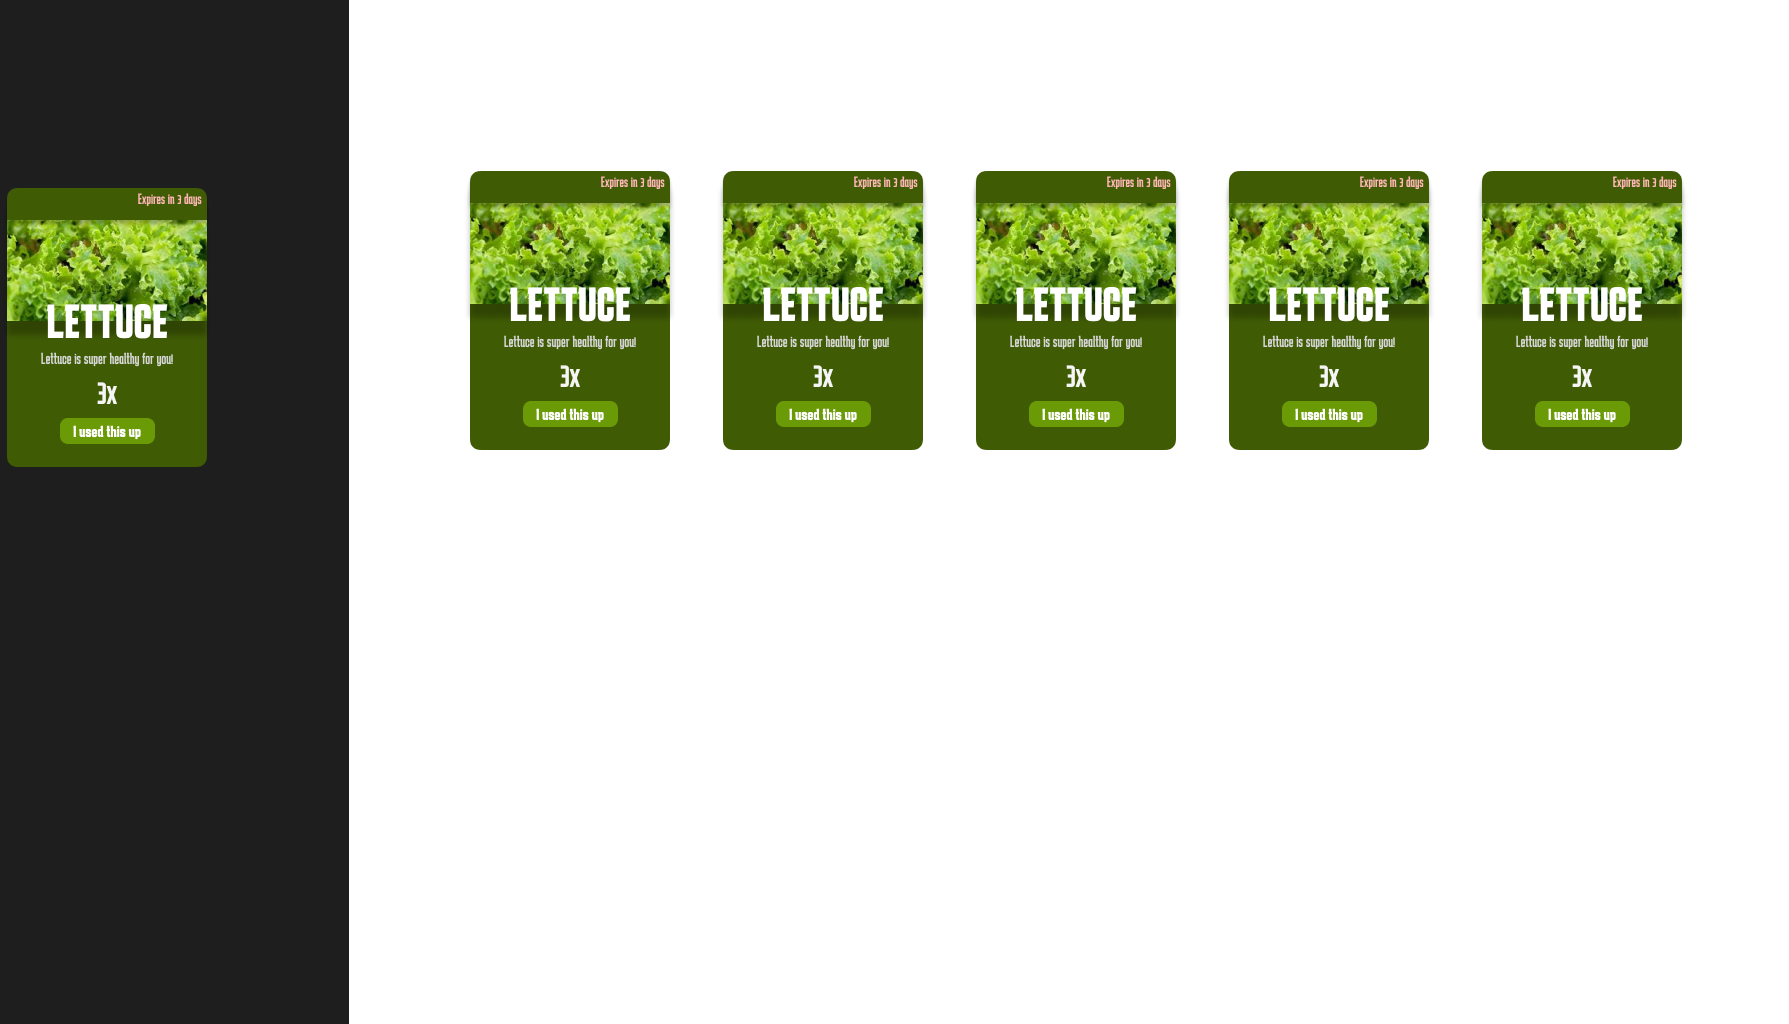 Expires in 3 days
LETTUCE
Lettuce is super healthy for you!
3x
I used this up
Expires in 3 days
LETTUCE
Lettuce is super healthy for you!
3x
I used this up
Expires in 3 days
LETTUCE
Lettuce is super healthy for you!
3x
I used this up
Expires in 3 days
LETTUCE
Lettuce is super healthy for you!
3x
I used this up
Expires in 3 days
LETTUCE
Lettuce is super healthy for you!
3x
I used this up
Expires in 3 days
LETTUCE
Lettuce is super healthy for you!
3x
I used this up